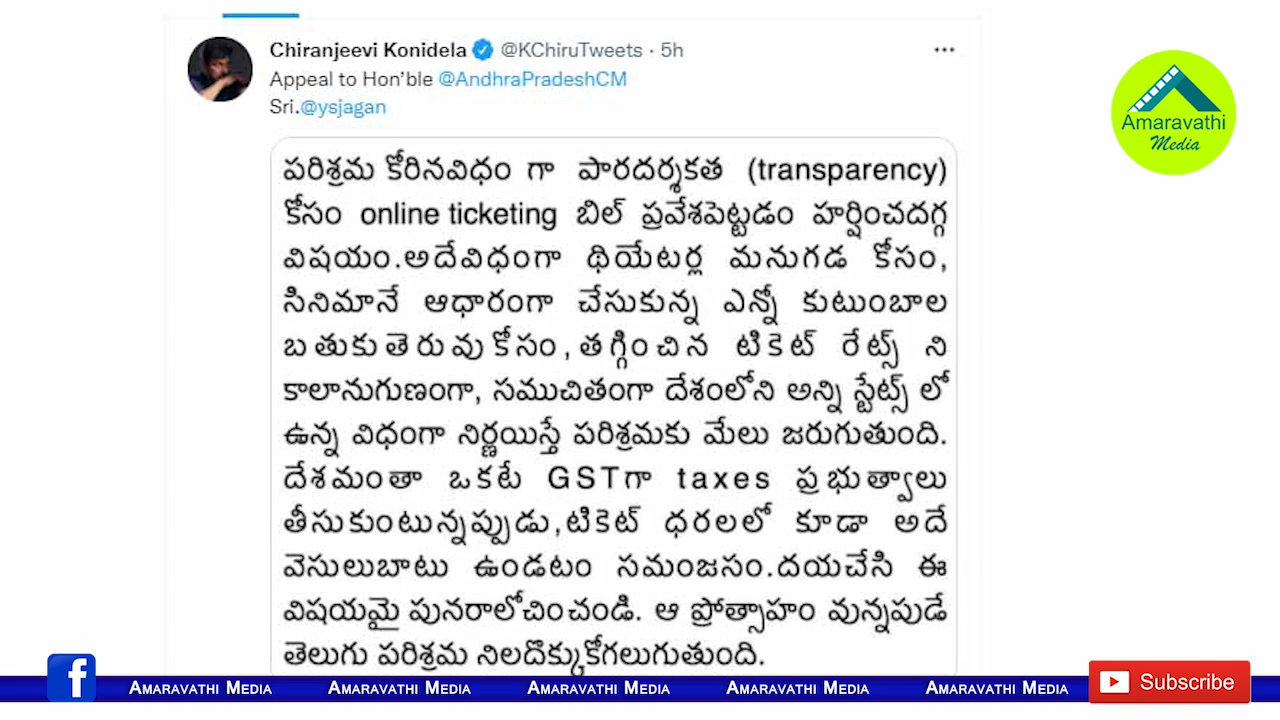 Chiranjeevi Konidela @KChiruTweets · 5h
Appeal to Hon'ble @AndhraPradeshCM
Sri.@ysjagan
పరిశ్రమ కోరినవిధం గా పారదర్శకత (transparency)
కోసం online ticketing బిల్ ప్రవేశపెట్టడం హర్షించదగ్గ
విషయం.అదేవిధంగా థియేటర్ల మనుగడ కోసం,
సినిమానే ఆధారంగా చేసుకున్న ఎన్నో కుటుంబాల
బతుకుతెరువుకోసం,తగ్గించిన టికెట్ రేట్స్ ని
కాలానుగుణంగా, సముచితంగా దేశంలోని అన్ని స్టేట్స్ లో
ఉన్న విధంగా నిర్ణయిస్తే పరిశ్రమకు మేలు జరుగుతుంది.
దేశమంతా ఒకటే GSTగా taxes ప్రభుత్వాలు
తీసుకుంటున్నప్పుడు,టికెట్ ధరలలో కూడా అదే
వెసులుబాటు ఉండటం సమంజసం.దయచేసి ఈ
విషయమై పునరాలోచించండి. ఆ ప్రోత్సాహం వున్నపుడే
తెలుగు పరిశ్రమ నిలదొక్కుకోగలుగుతుంది.
Amaravathi
Media
f
Amaravathi Media Amaravathi Media Amaravathi Media Amaravathi Media Amaravathi Media
Subscribe